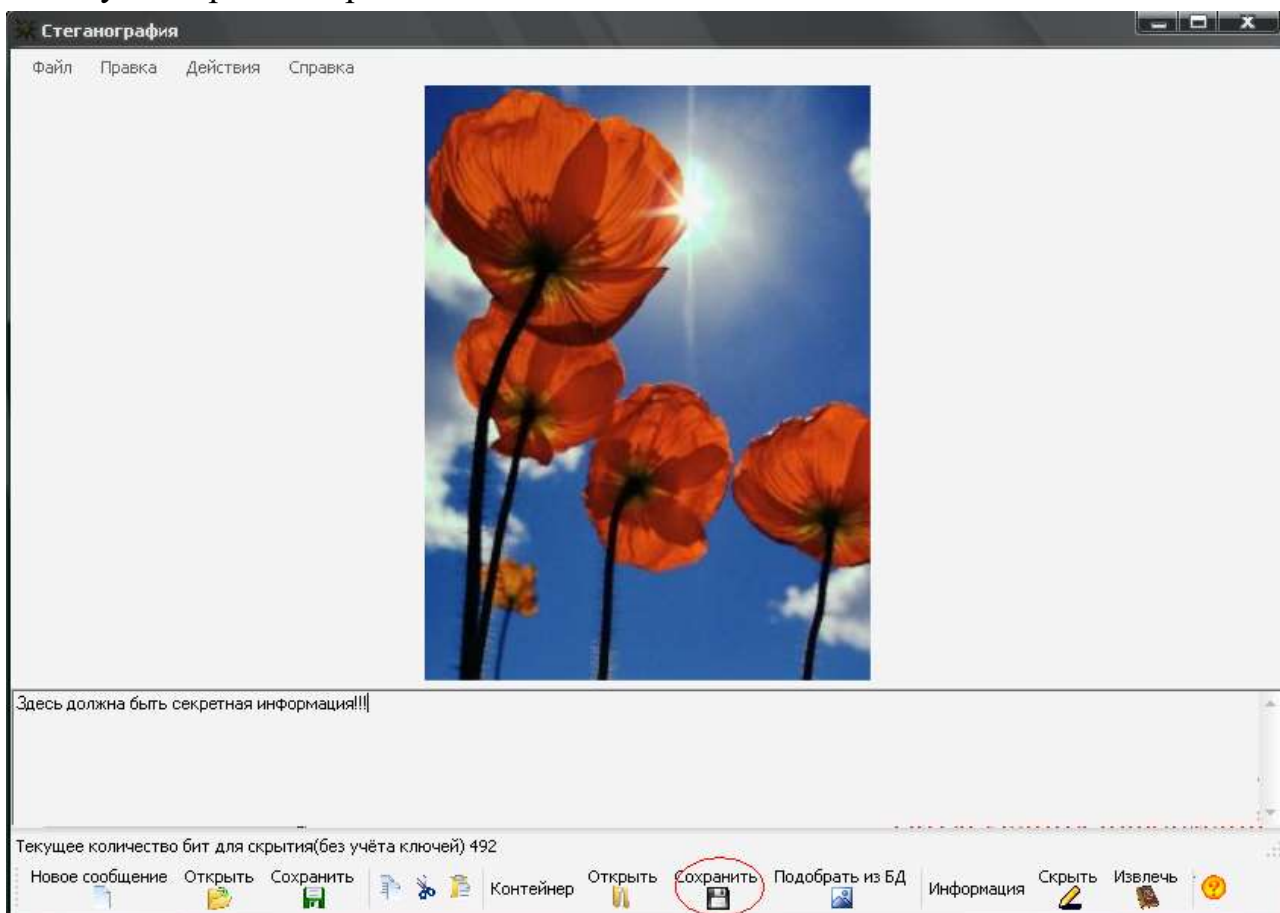 Стеганография
Файл Правка Действия Справка
Здесь должна быть секретная информация!!!
Текущее количество бит для скрытия(без учёта ключей) 492
Новое сообщение Открыть Сохранить Контейнер Открыть Сохранить Подобрать из БД Информация Скрыть Извлечь